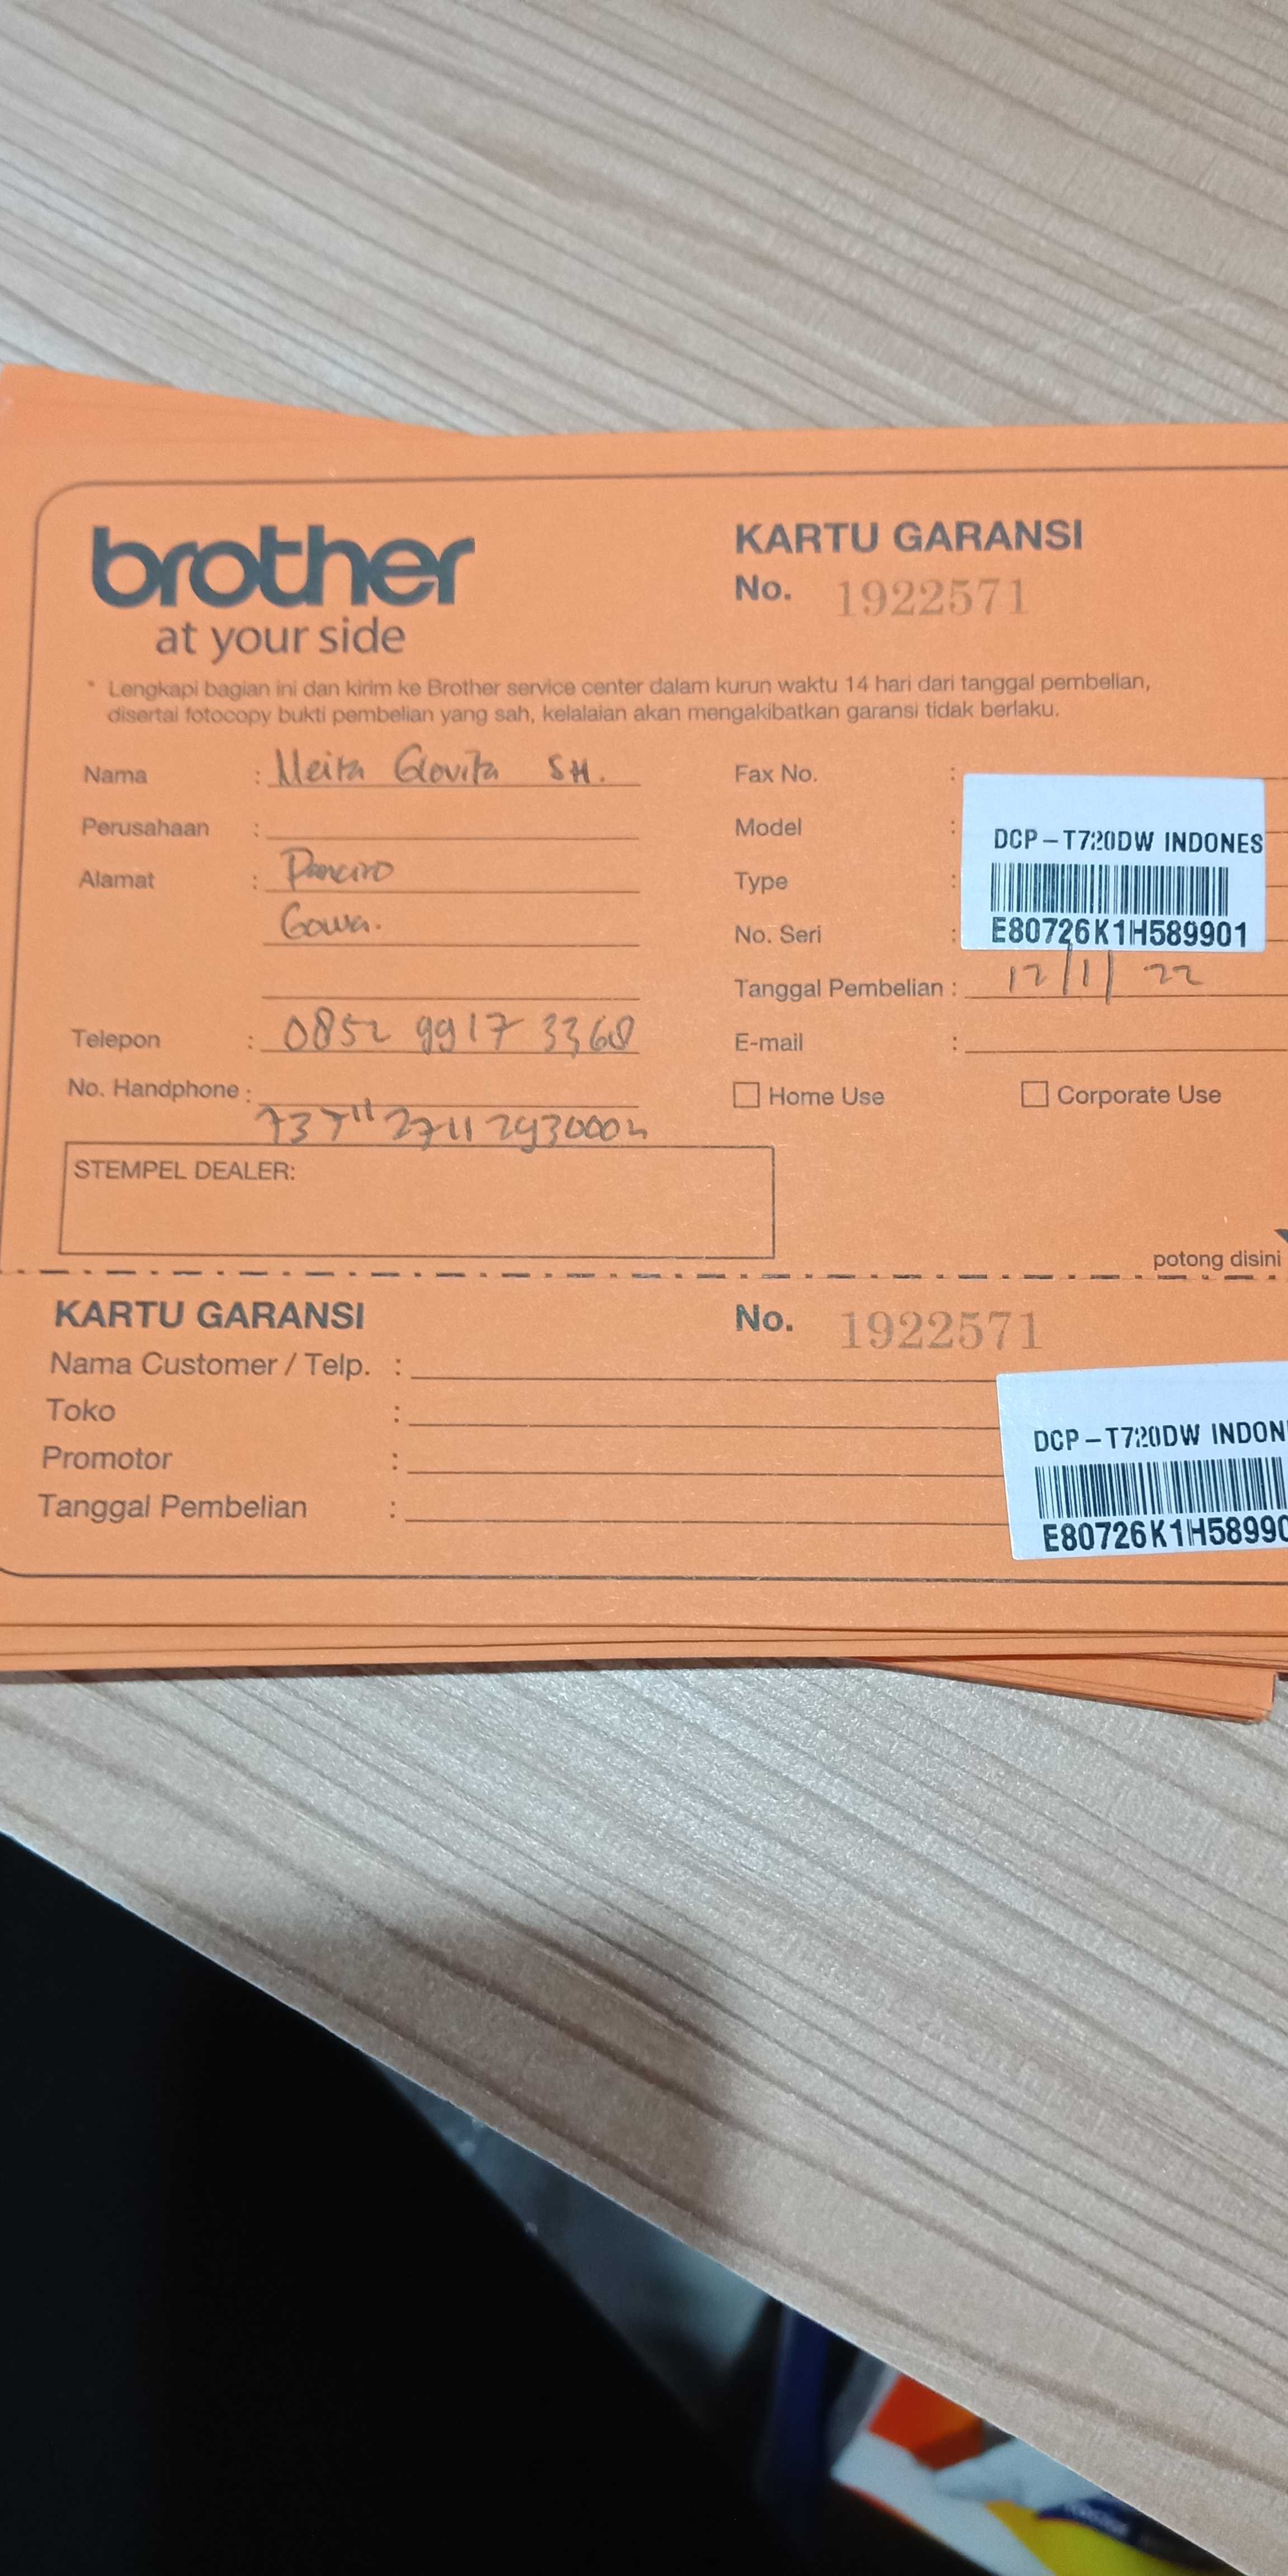 brother
at your side
KARTU GARANSI
No. 1922571
* Lengkapi bagian ini dan kirim ke Brother service center dalam kurun waktu 14 hari dari tanggal pembelian,
disertai fotocopy bukti pembelian yang sah, kelalaian akan mengakibatkan garansi tidak berlaku.
Nama : Meita SH.
Perusahaan :
Alamat : Panciro
Gowa.
Telepon : 0852 9917 3368
No. Handphone :
STEMPEL DEALER:
Fax No. :
Model :
Type :
No. Seri :
DCP-T720DW INDONES
E80726K1H589901
Tanggal Pembelian : 12/1/22
E-mail :
Home Use Corporate Use
potong disini
KARTU GARANSI No. 1922571
Nama Customer / Telp. :
Toko :
Promotor :
Tanggal Pembelian :
DCP-T720DW INDON
E80726K1H58990